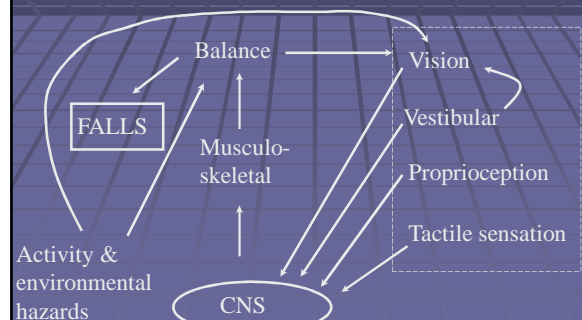 Balance
Vision
FALLS
Vestibular
Musculo-
skeletal
Proprioception
Tactile sensation
Activity &
environmental
hazards
CNS